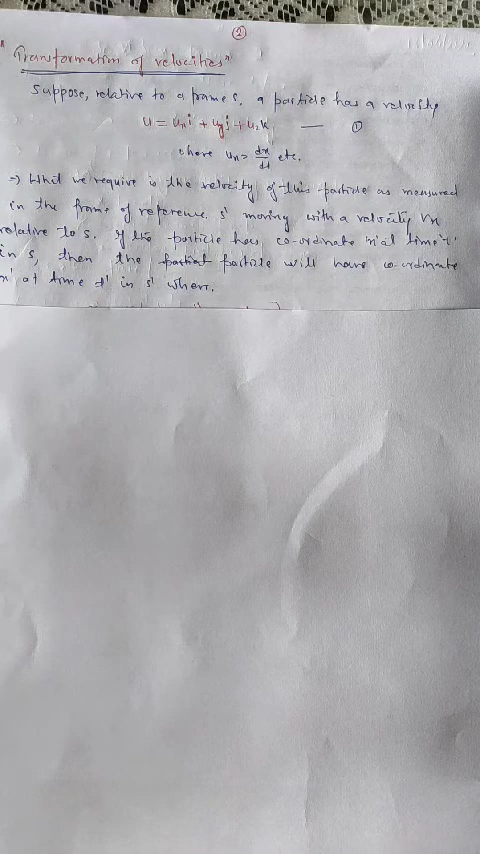 ②
"Transformation of velocities"
Suppose, relative to a frame S, a particle has a velocity
u = uxi + uyj + uzk — ①
where ux = dx/dt etc.
→ What we require is the velocity of this particle as measured
in the frame of reference s' moving with a velocity Vx
relative to S. If the particle has co-ordinate 'x' at time 't'
in S, then the particle will have co-ordinate
x' at time t' in s' where.